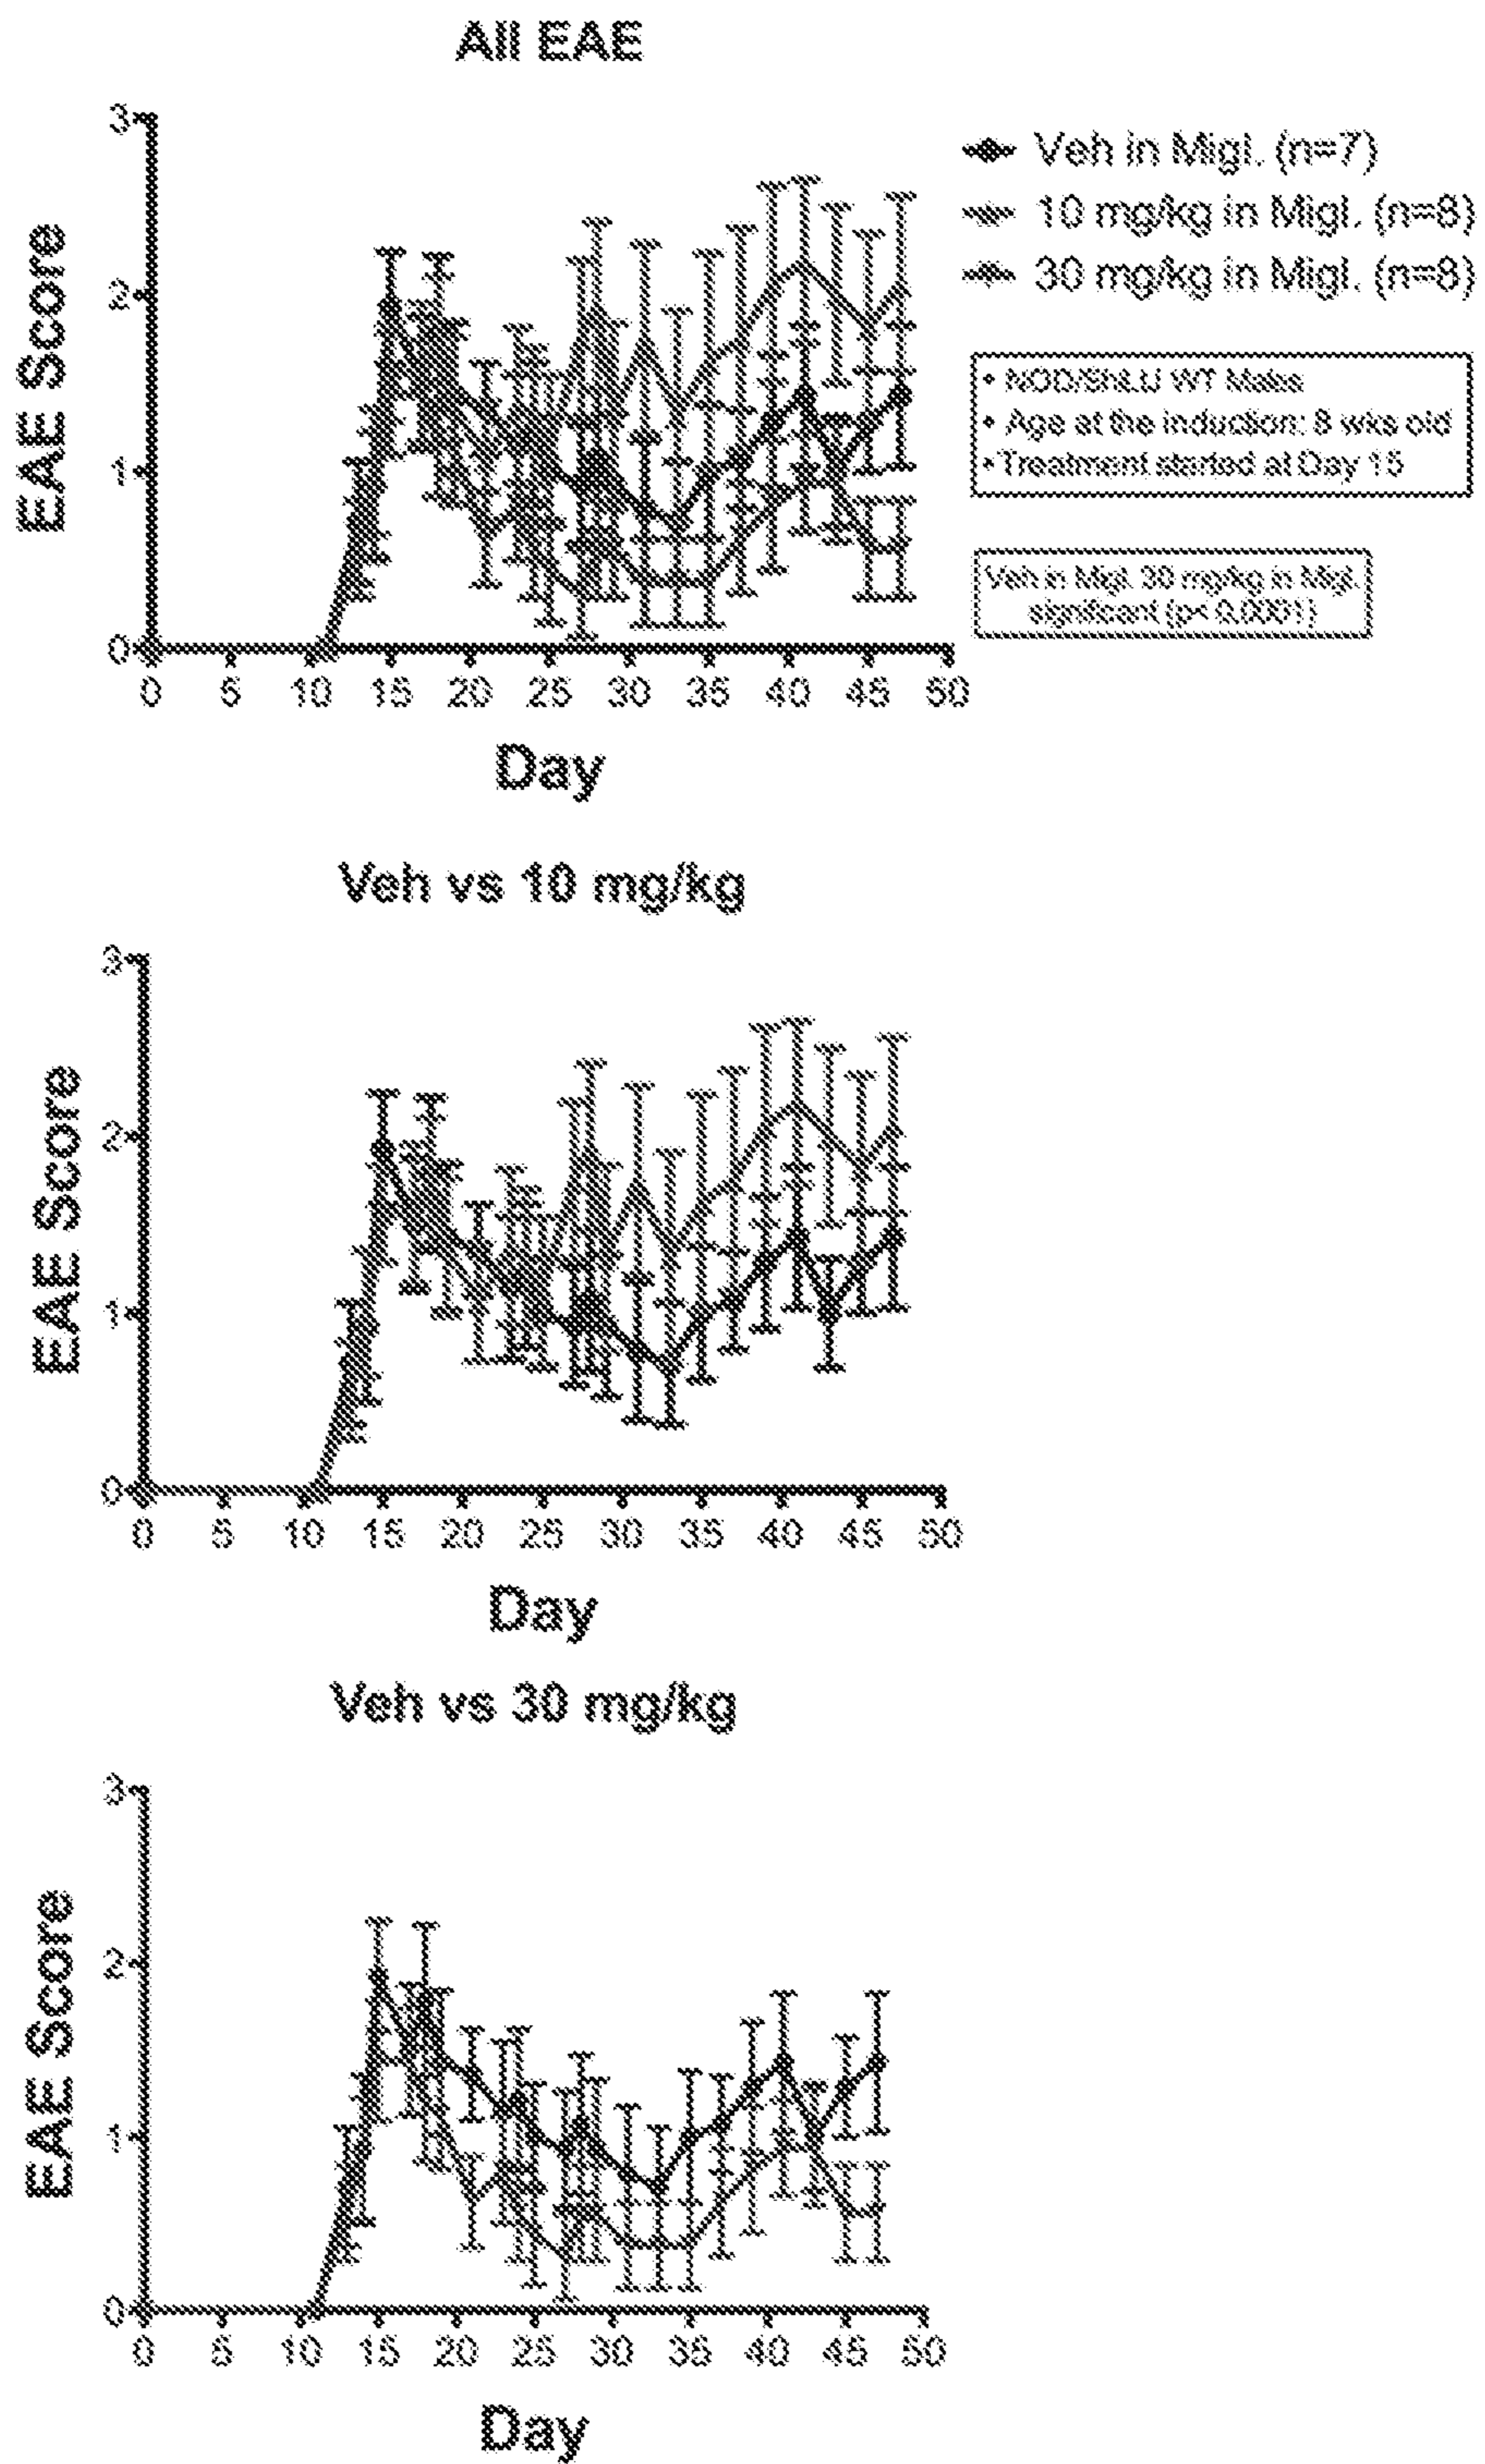 All EAE
3
2
1
0
EAE Score
0 5 10 15 20 25 30 35 40 45 50
Day
Veh in Migl. (n=7)
10 mg/kg in Migl. (n=8)
30 mg/kg in Migl. (n=8)
• NOD/ShiLtJ WT Males
• Age at the induction: 8 wks old
• Treatment started at Day 15
Veh in Migl. 30 mg/kg in Migl.
significant (p< 0.0001)
Veh vs 10 mg/kg
3
2
1
0
EAE Score
0 5 10 15 20 25 30 35 40 45 50
Day
Veh vs 30 mg/kg
3
2
1
0
EAE Score
0 5 10 15 20 25 30 35 40 45 50
Day